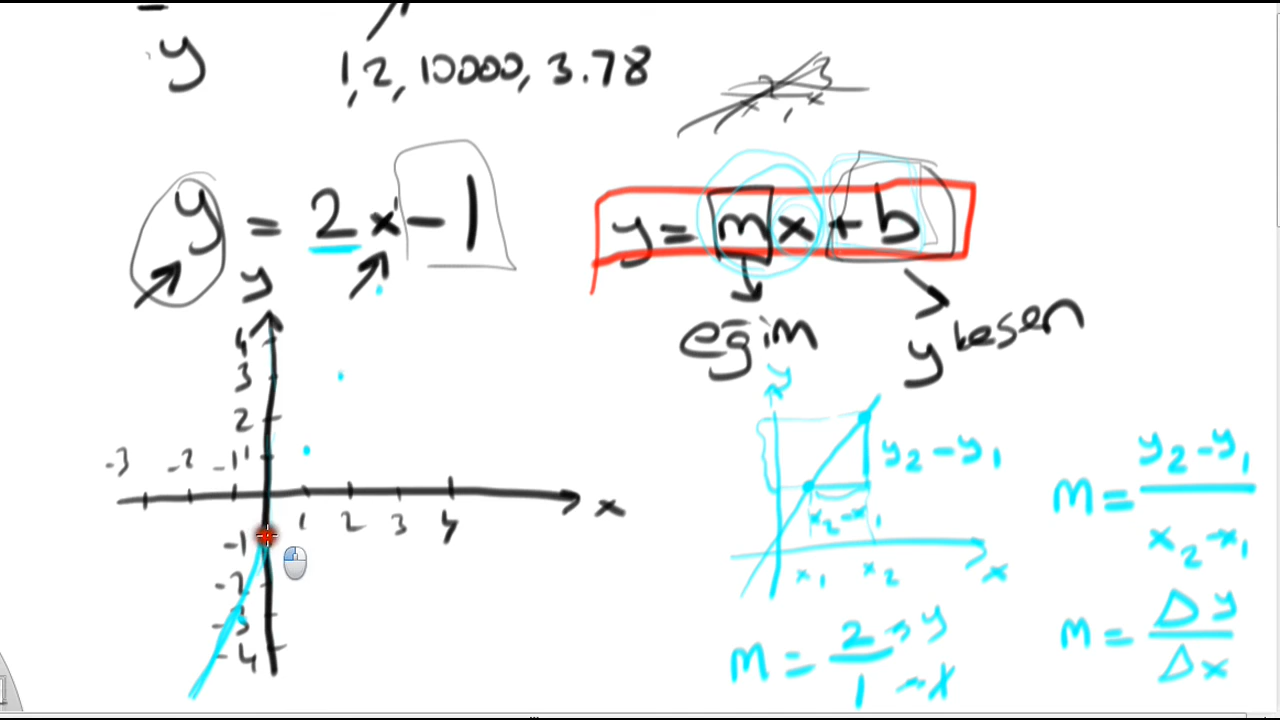 y
1, 2, 10000, 3.78
y = 2x - 1
y = mx + b
egim
y kesen
y
4
3
2
1
-3 -2 -1
1 2 3 4
x
-1
-2
-3
-4
y
y2 - y1
x2 - x1
x1 x2
x
m = y2 - y1
x2 - x1
m = 2 → y
1 → x
m = Δy
Δx